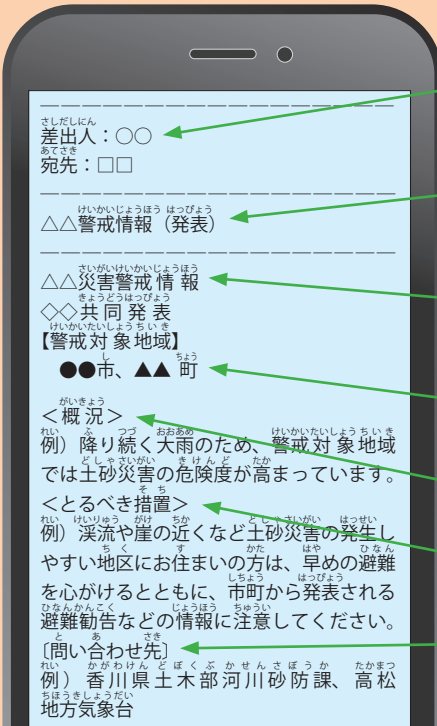 差出人：○○
宛先：□□
△△警戒情報（発表）
△△災害警戒情報
◇◇共同発表
【警戒対象地域】
●●市、▲▲町
＜概況＞
例）降り続く大雨のため、警戒対象地域
では土砂災害の危険度が高まっています。
＜とるべき措置＞
例）渓流や崖の近くなど土砂災害の発生し
やすい地区にお住まいの方は、早めの避難
を心がけるとともに、市町から発表される
避難勧告などの情報に注意してください。
〔問い合わせ先〕
例）香川県土木部河川砂防課、高松
地方気象台